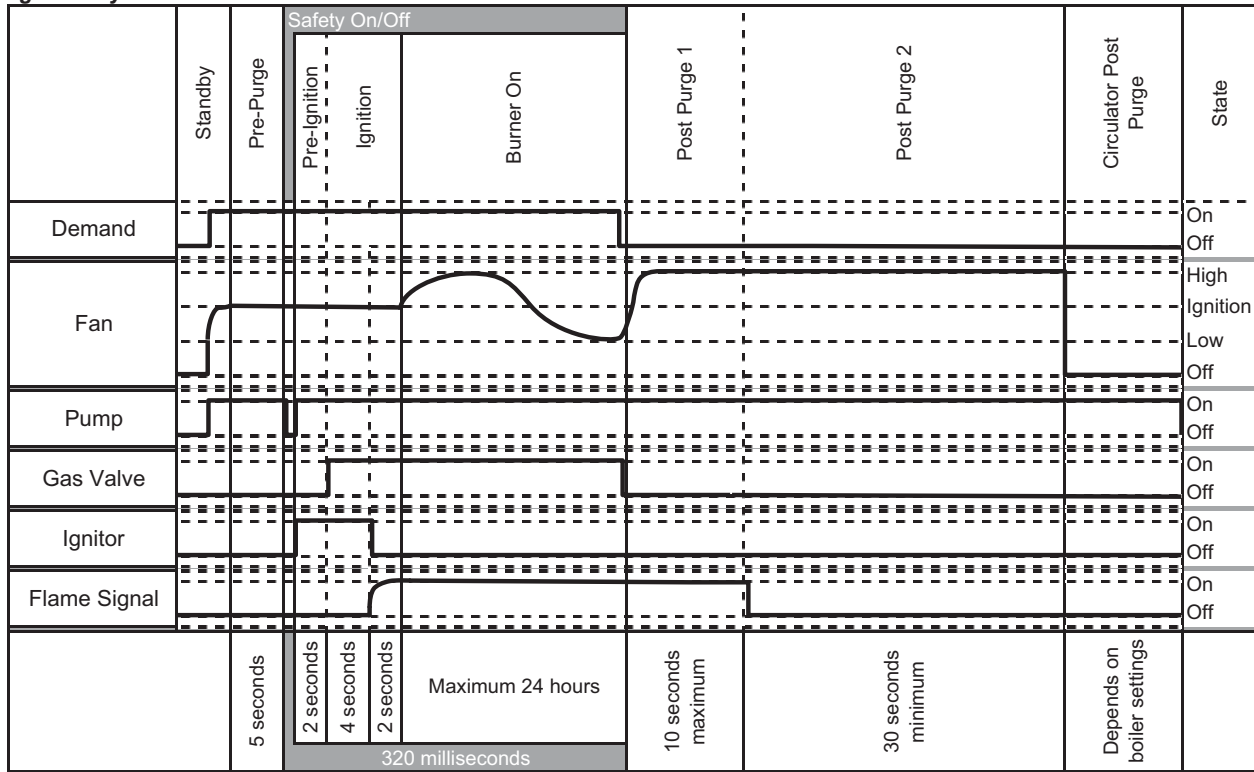 Safety On/Off
Standby
Pre-Purge
Pre-Ignition
Ignition
Burner On
Post Purge 1
Post Purge 2
Circulator Post
Purge
State
Demand
On
Off
Fan
High
Ignition
Low
Off
Pump
On
Off
Gas Valve
On
Off
Ignitor
On
Off
Flame Signal
On
Off
5 seconds
2 seconds
4 seconds
2 seconds
Maximum 24 hours
10 seconds
maximum
30 seconds
minimum
Depends on
boiler settings
320 milliseconds